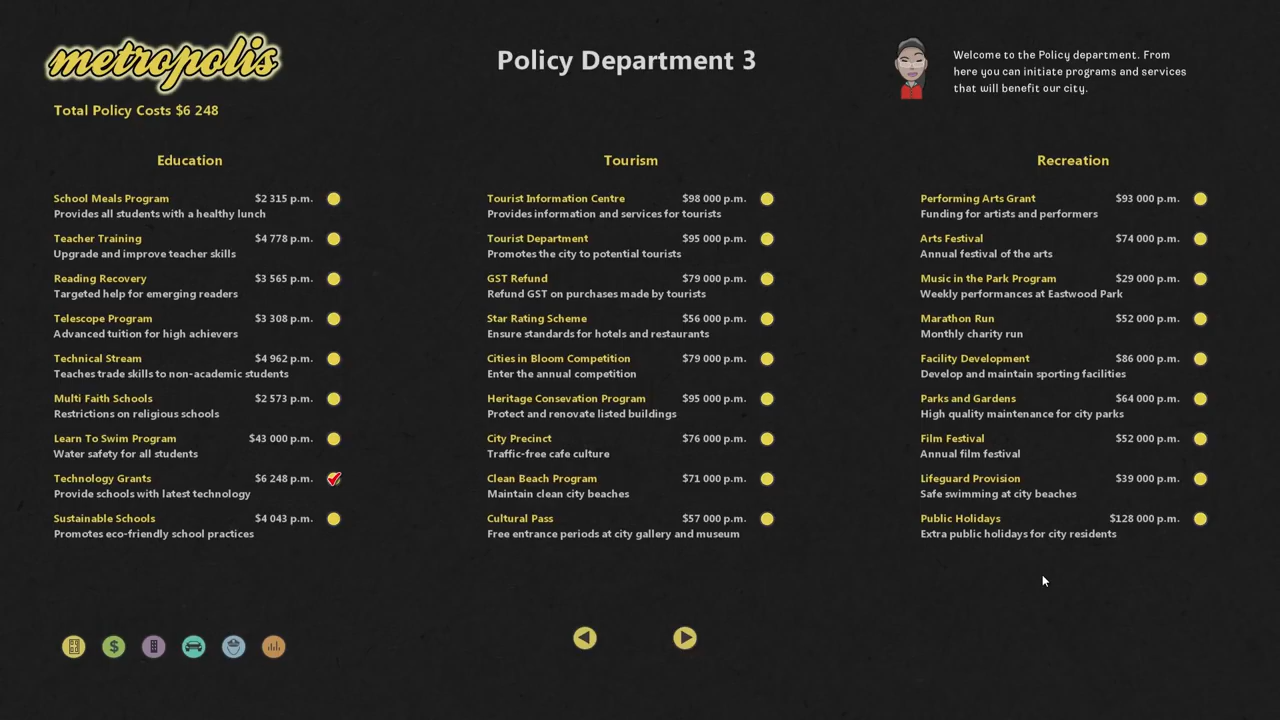 metropolis
Policy Department 3
Welcome to the Policy department. From
here you can initiate programs and services
that will benefit our city.
Total Policy Costs $6 248
Education
School Meals Program $2 315 p.m.
Provides all students with a healthy lunch
Teacher Training $4 778 p.m.
Upgrade and improve teacher skills
Reading Recovery $3 565 p.m.
Targeted help for emerging readers
Telescope Program $3 308 p.m.
Advanced tuition for high achievers
Technical Stream $4 962 p.m.
Teaches trade skills to non-academic students
Multi Faith Schools $2 573 p.m.
Restrictions on religious schools
Learn To Swim Program $43 000 p.m.
Water safety for all students
Technology Grants $6 248 p.m.
Provide schools with latest technology
Sustainable Schools $4 043 p.m.
Promotes eco-friendly school practices
Tourism
Tourist Information Centre $98 000 p.m.
Provides information and services for tourists
Tourist Department $95 000 p.m.
Promotes the city to potential tourists
GST Refund $79 000 p.m.
Refund GST on purchases made by tourists
Star Rating Scheme $56 000 p.m.
Ensure standards for hotels and restaurants
Cities in Bloom Competition $79 000 p.m.
Enter the annual competition
Heritage Consevation Program $95 000 p.m.
Protect and renovate listed buildings
City Precinct $76 000 p.m.
Traffic-free cafe culture
Clean Beach Program $71 000 p.m.
Maintain clean city beaches
Cultural Pass $57 000 p.m.
Free entrance periods at city gallery and museum
Recreation
Performing Arts Grant $93 000 p.m.
Funding for artists and performers
Arts Festival $74 000 p.m.
Annual festival of the arts
Music in the Park Program $29 000 p.m.
Weekly performances at Eastwood Park
Marathon Run $52 000 p.m.
Monthly charity run
Facility Development $86 000 p.m.
Develop and maintain sporting facilities
Parks and Gardens $64 000 p.m.
High quality maintenance for city parks
Film Festival $52 000 p.m.
Annual film festival
Lifeguard Provision $39 000 p.m.
Safe swimming at city beaches
Public Holidays $128 000 p.m.
Extra public holidays for city residents
$